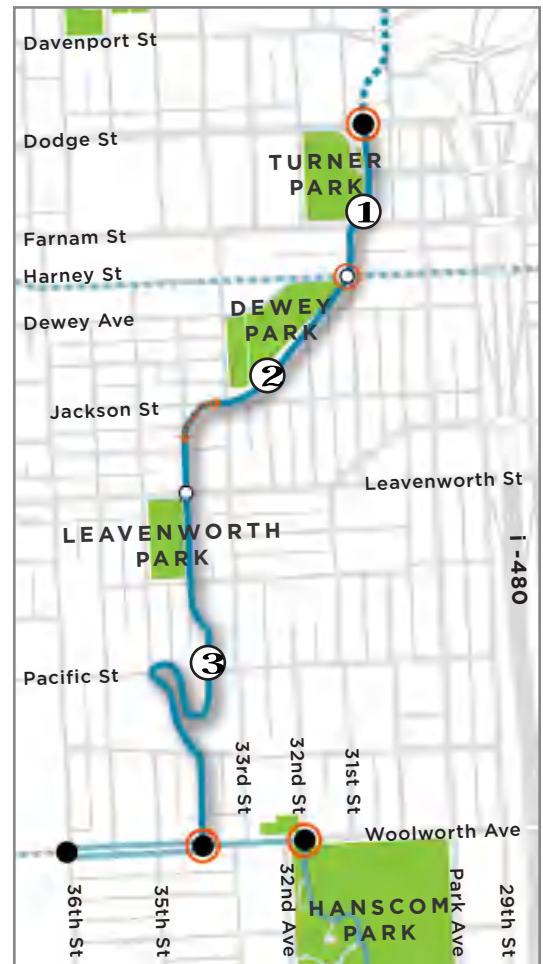 Davenport St
Dodge St
TURNER
PARK
1
Farnam St
Harney St
DEWEY
PARK
Dewey Ave
2
Jackson St
Leavenworth St
LEAVENWORTH
PARK
i-480
3
Pacific St
33rd St
32nd St
31st St
Woolworth Ave
36th St
35th St
32nd Ave
HANSCOM
PARK
Park Ave
29th St